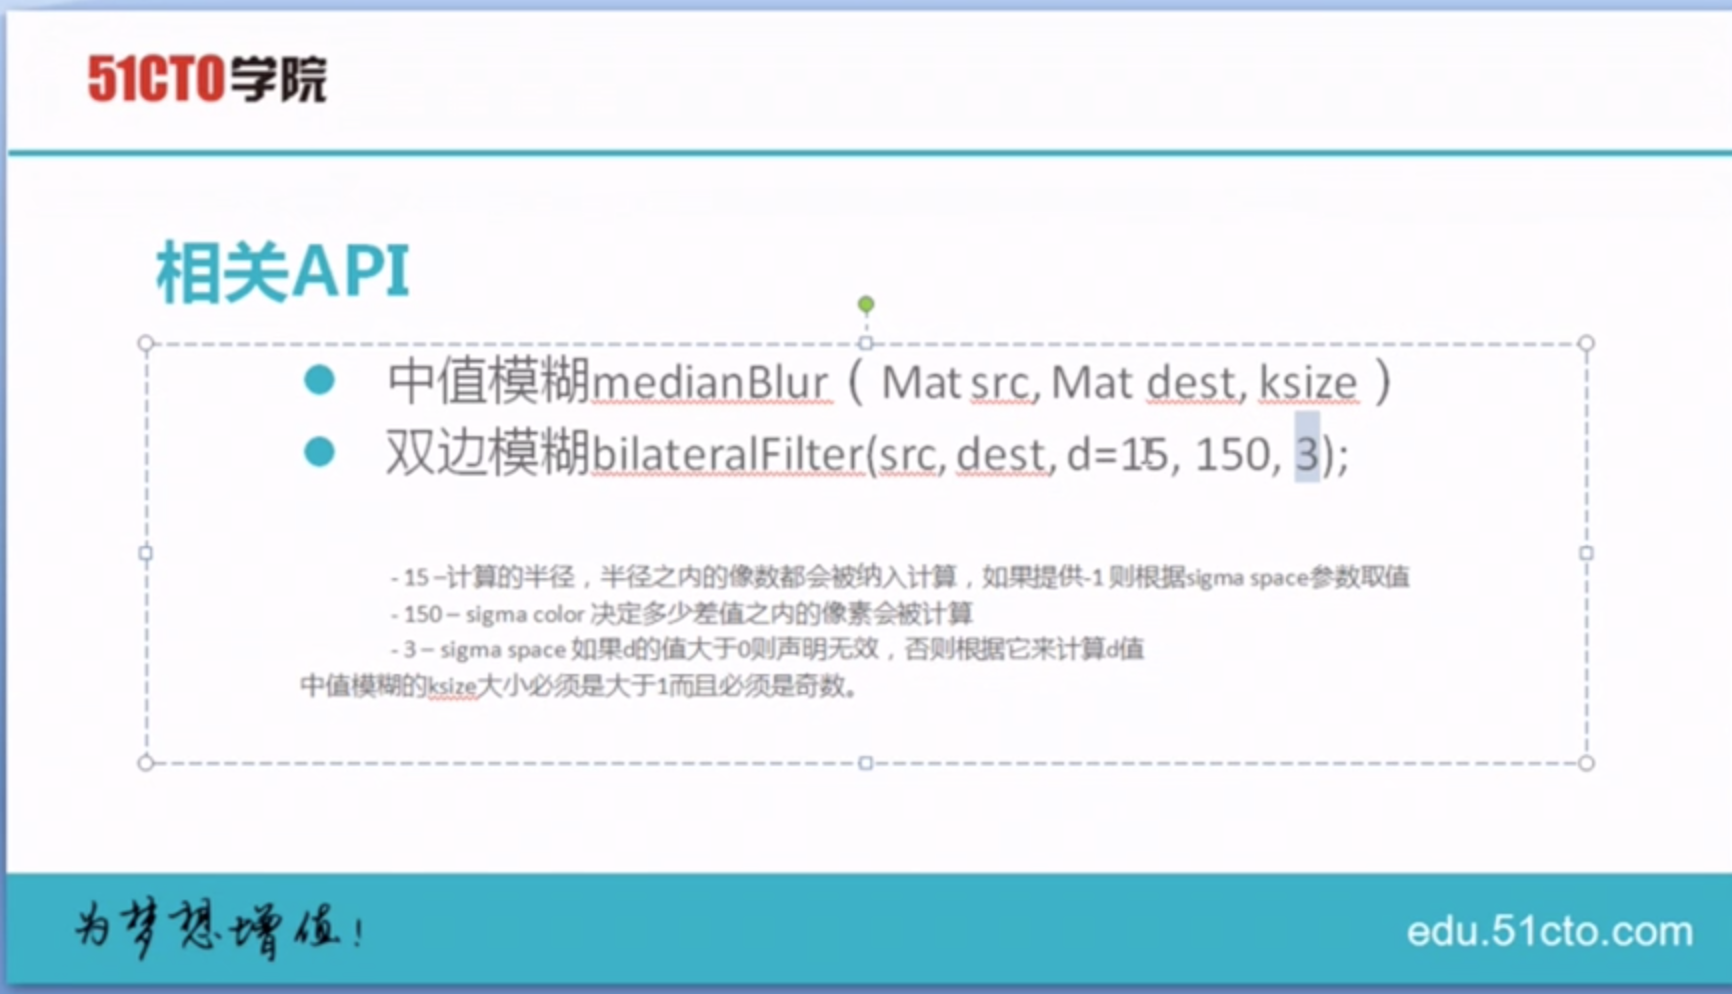 51CTO学院
相关API
中值模糊medianBlur（Mat src, Mat dest, ksize）
双边模糊bilateralFilter(src, dest, d=15, 150, 3);
- 15 –计算的半径，半径之内的像数都会被纳入计算，如果提供-1 则根据sigma space参数取值
- 150 – sigma color 决定多少差值之内的像素会被计算
- 3 – sigma space 如果d的值大于0则声明无效，否则根据它来计算d值
中值模糊的ksize大小必须是大于1而且必须是奇数。
为梦想增值!
edu.51cto.com